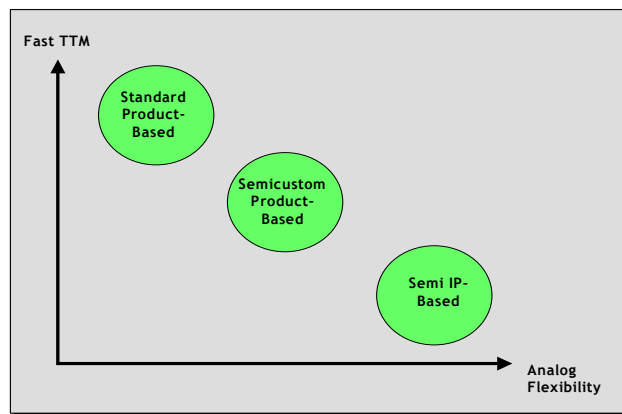 Fast TTM
Standard
Product-
Based
Semicustom
Product-
Based
Semi IP-
Based
Analog
Flexibility